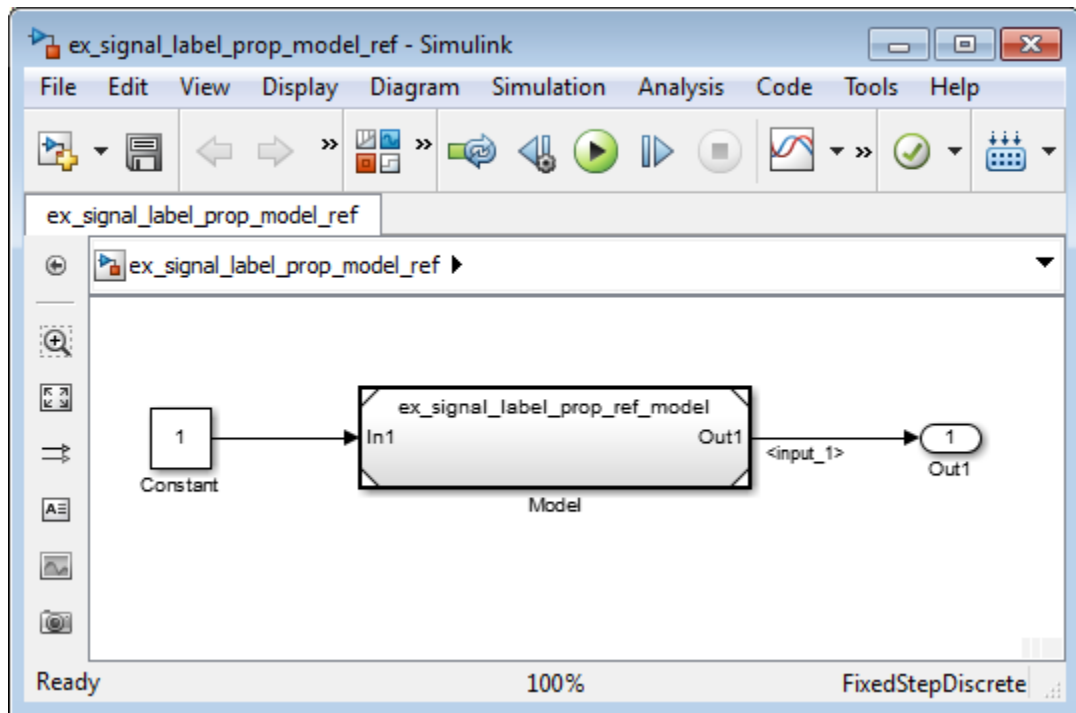 ex_signal_label_prop_model_ref - Simulink
File Edit View Display Diagram Simulation Analysis Code Tools Help
ex_signal_label_prop_model_ref
ex_signal_label_prop_model_ref
ex_signal_label_prop_ref_model
1
In1
Out1
<input_1>
1
Constant
Out1
Model
Ready 100% FixedStepDiscrete